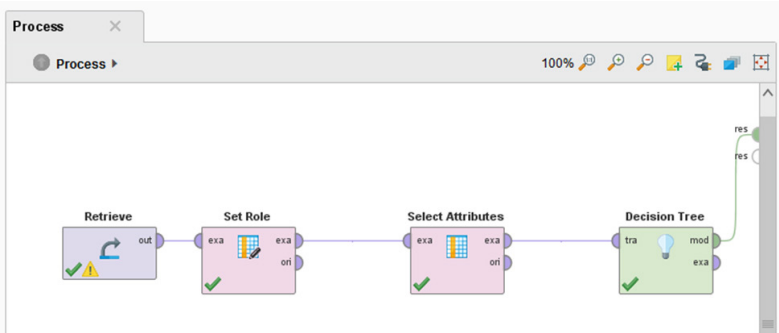 Process
Process
100%
res
res
Retrieve
Set Role
Select Attributes
Decision Tree
out
exa
exa
exa
exa
tra
mod
ori
ori
exa